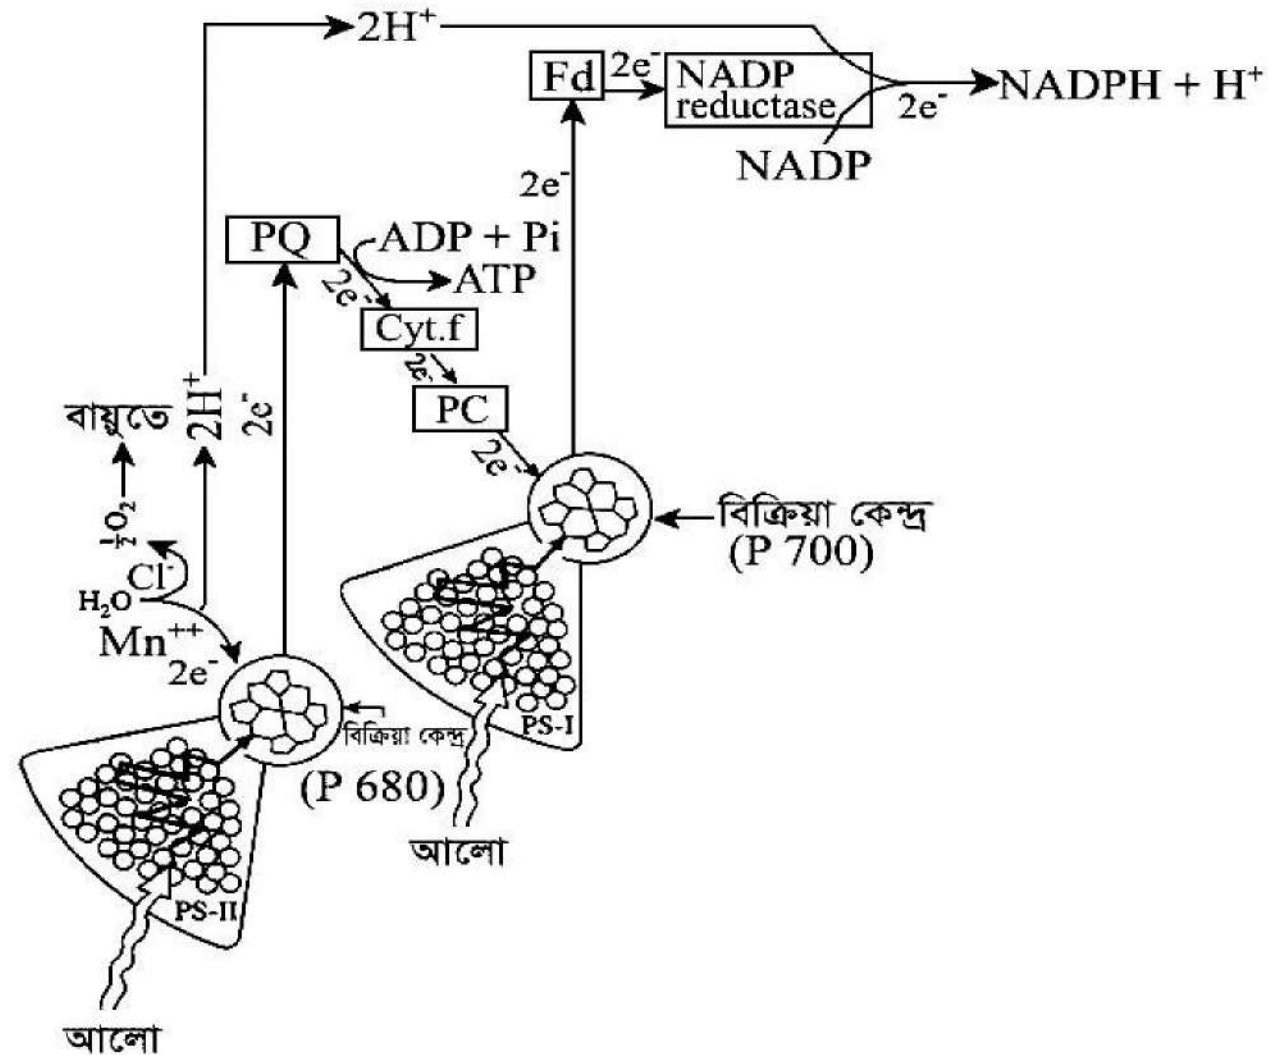 2H⁺
Fd
2e⁻
NADP
reductase
2e⁻
NADPH + H⁺
NADP
2e⁻
PQ
ADP + Pi
ATP
2e⁻
Cyt.f
2e⁻
PC
2e⁻
বায়ুতে
2H⁺
2e⁻
½O₂
Cl⁻
H₂O
Mn⁺⁺
2e⁻
বিক্রিয়া কেন্দ্র
(P 700)
PS-I
বিক্রিয়া কেন্দ্র
(P 680)
আলো
PS-II
আলো